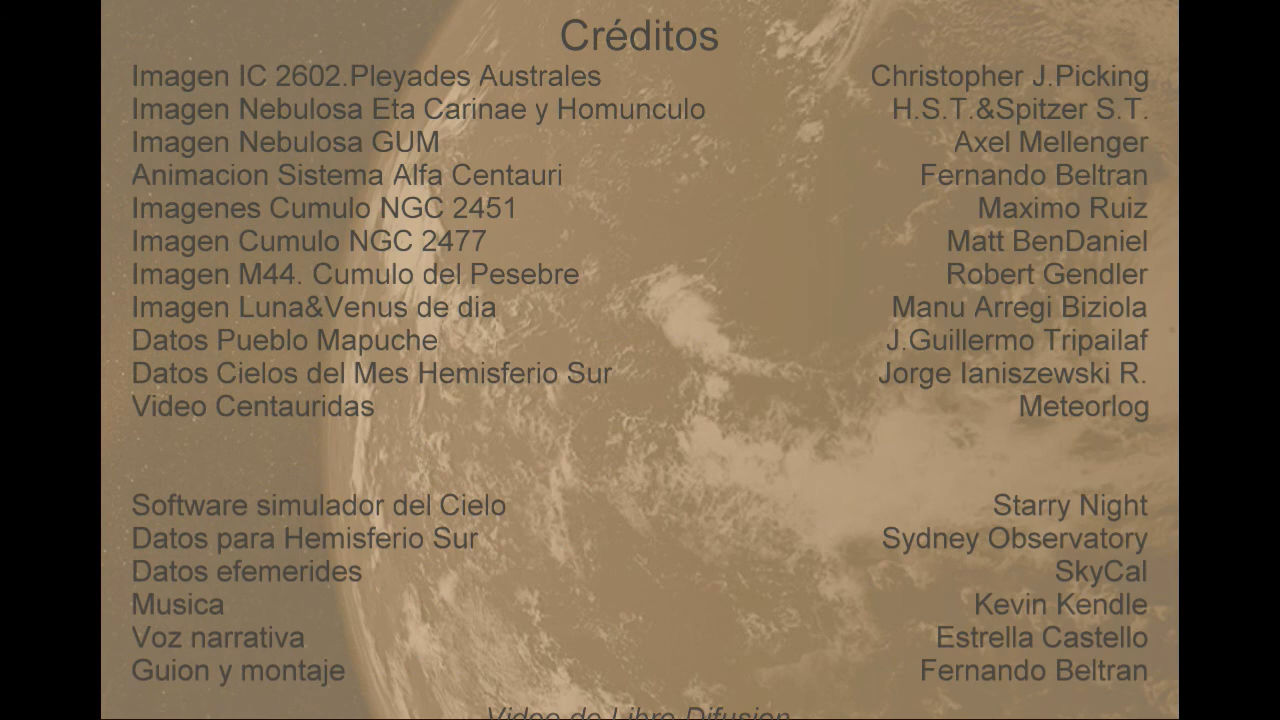 Créditos
Imagen IC 2602.Pleyades Australes Christopher J.Picking
Imagen Nebulosa Eta Carinae y Homunculo H.S.T.&Spitzer S.T.
Imagen Nebulosa GUM Axel Mellenger
Animacion Sistema Alfa Centauri Fernando Beltran
Imagenes Cumulo NGC 2451 Maximo Ruiz
Imagen Cumulo NGC 2477 Matt BenDaniel
Imagen M44. Cumulo del Pesebre Robert Gendler
Imagen Luna&Venus de dia Manu Arregi Biziola
Datos Pueblo Mapuche J.Guillermo Tripailaf
Datos Cielos del Mes Hemisferio Sur Jorge Ianiszewski R.
Video Centauridas Meteorlog
Software simulador del Cielo Starry Night
Datos para Hemisferio Sur Sydney Observatory
Datos efemerides SkyCal
Musica Kevin Kendle
Voz narrativa Estrella Castello
Guion y montaje Fernando Beltran
Video de Libre Difusion